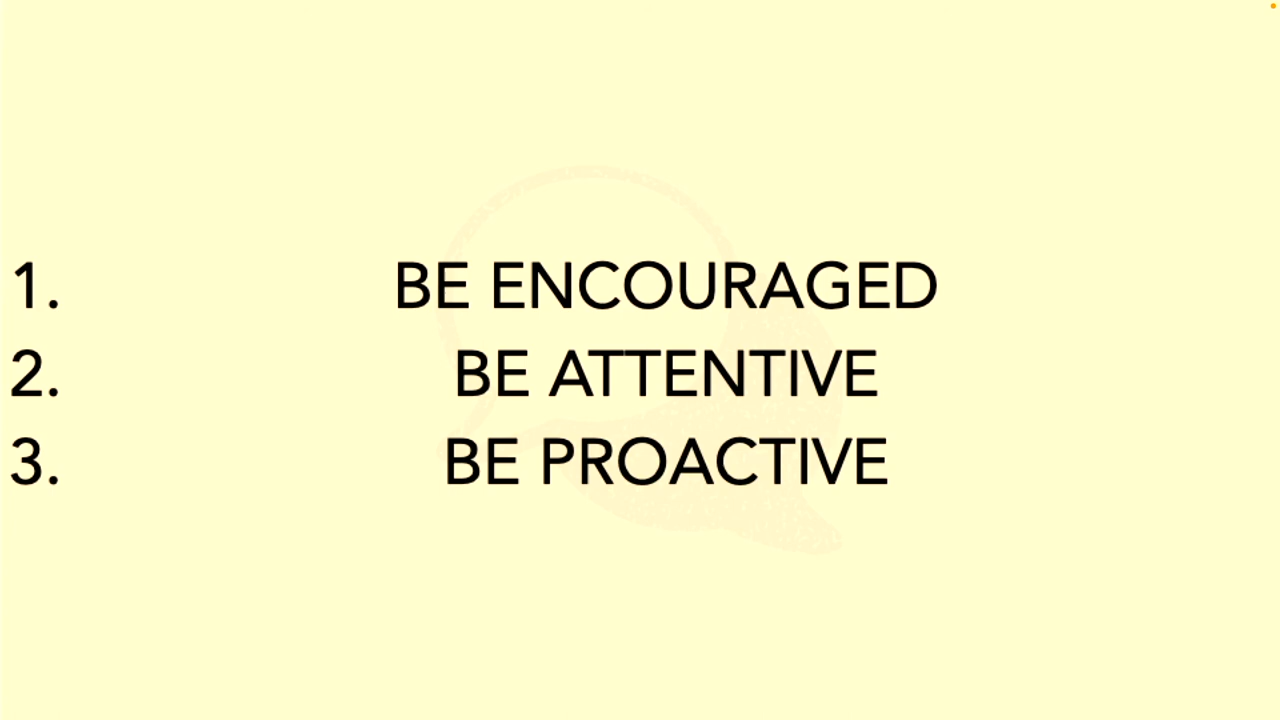 1. BE ENCOURAGED
2. BE ATTENTIVE
3. BE PROACTIVE